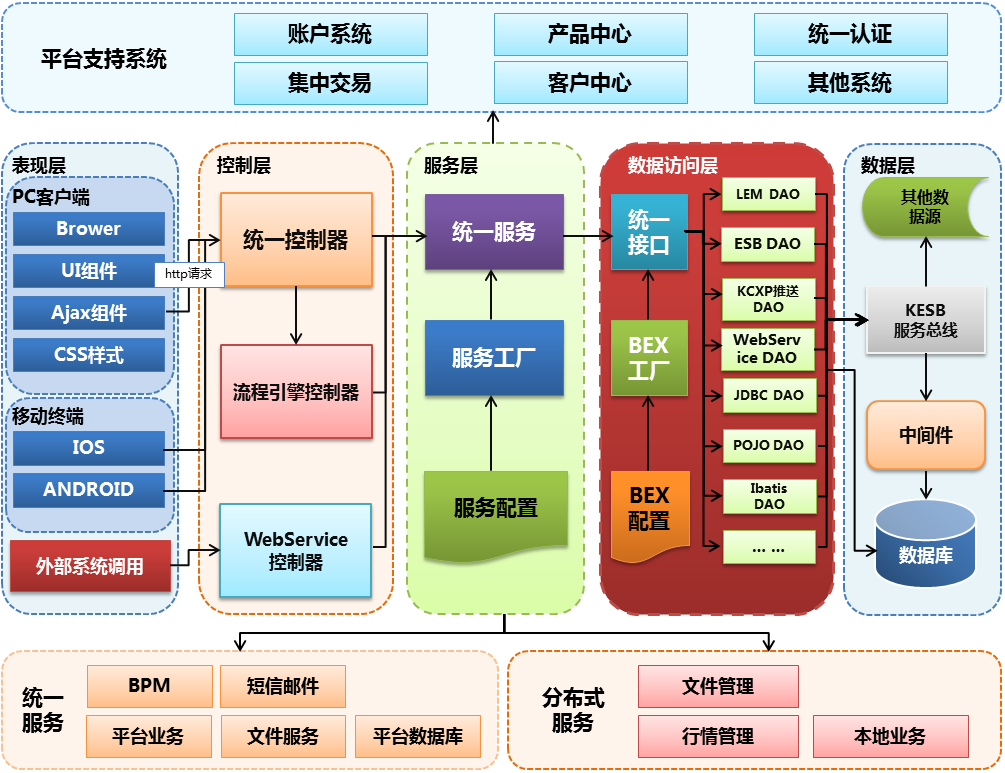 平台支持系统
账户系统
产品中心
统一认证
集中交易
客户中心
其他系统
表现层
PC客户端
Brower
UI组件
Ajax组件
CSS样式
http请求
移动终端
IOS
ANDROID
外部系统调用
控制层
统一控制器
流程引擎控制器
WebService
控制器
服务层
统一服务
服务工厂
服务配置
数据访问层
统一
接口
BEX
工厂
BEX
配置
LEM DAO
ESB DAO
KCXP推送
DAO
WebServ
ice DAO
JDBC DAO
POJO DAO
Ibatis
DAO
... ...
数据层
其他数
据源
KESB
服务总线
中间件
数据库
统一
服务
BPM
短信邮件
平台业务
文件服务
平台数据库
分布式
服务
文件管理
行情管理
本地业务